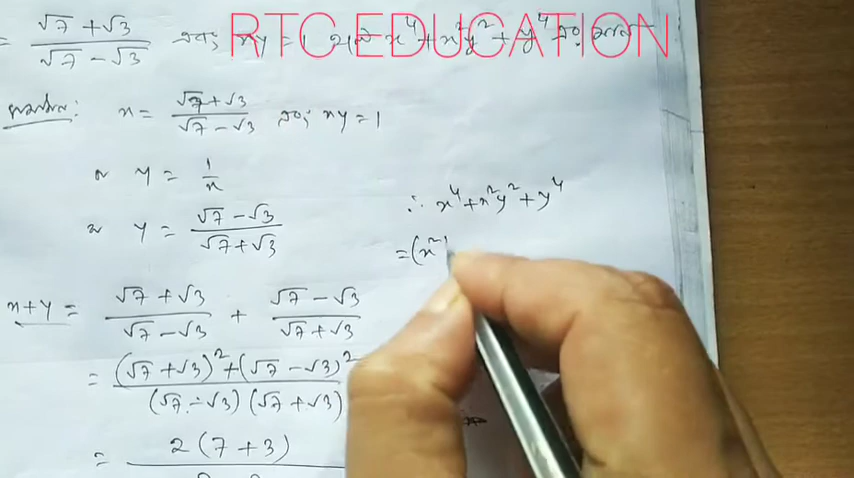 RTC EDUCATION
= (√7 + √3)/(√7 − √3) এবং xy = 1 হলে x⁴ + x²y² + y⁴ এর মান
সমাধান: x = (√7 + √3)/(√7 − √3) এবং xy = 1
বা y = 1/x
বা y = (√7 − √3)/(√7 + √3)
∴ x⁴ + x²y² + y⁴
= (x²)
x + y = (√7 + √3)/(√7 − √3) + (√7 − √3)/(√7 + √3)
= ((√7 + √3)² + (√7 − √3)²)/((√7 − √3)(√7 + √3))
= 2(7 + 3)